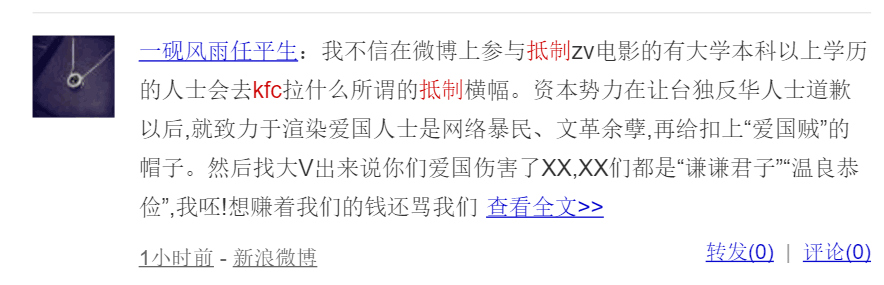 一砚风雨任平生：我不信在微博上参与抵制zv电影的有大学本科以上学历
的人士会去kfc拉什么所谓的抵制横幅。资本势力在让台独反华人士道歉
以后,就致力于渲染爱国人士是网络暴民、文革余孽,再给扣上“爱国贼”的
帽子。然后找大V出来说你们爱国伤害了XX,XX们都是“谦谦君子”“温良恭
俭”,我呸!想赚着我们的钱还骂我们 查看全文>>
1小时前 - 新浪微博
转发(0) | 评论(0)